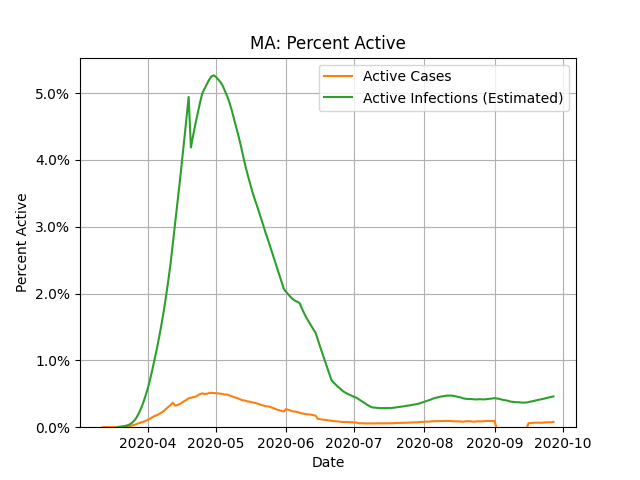 MA: Percent Active
Active Cases
Active Infections (Estimated)
Percent Active
5.0%
4.0%
3.0%
2.0%
1.0%
0.0%
2020-04 2020-05 2020-06 2020-07 2020-08 2020-09 2020-10
Date